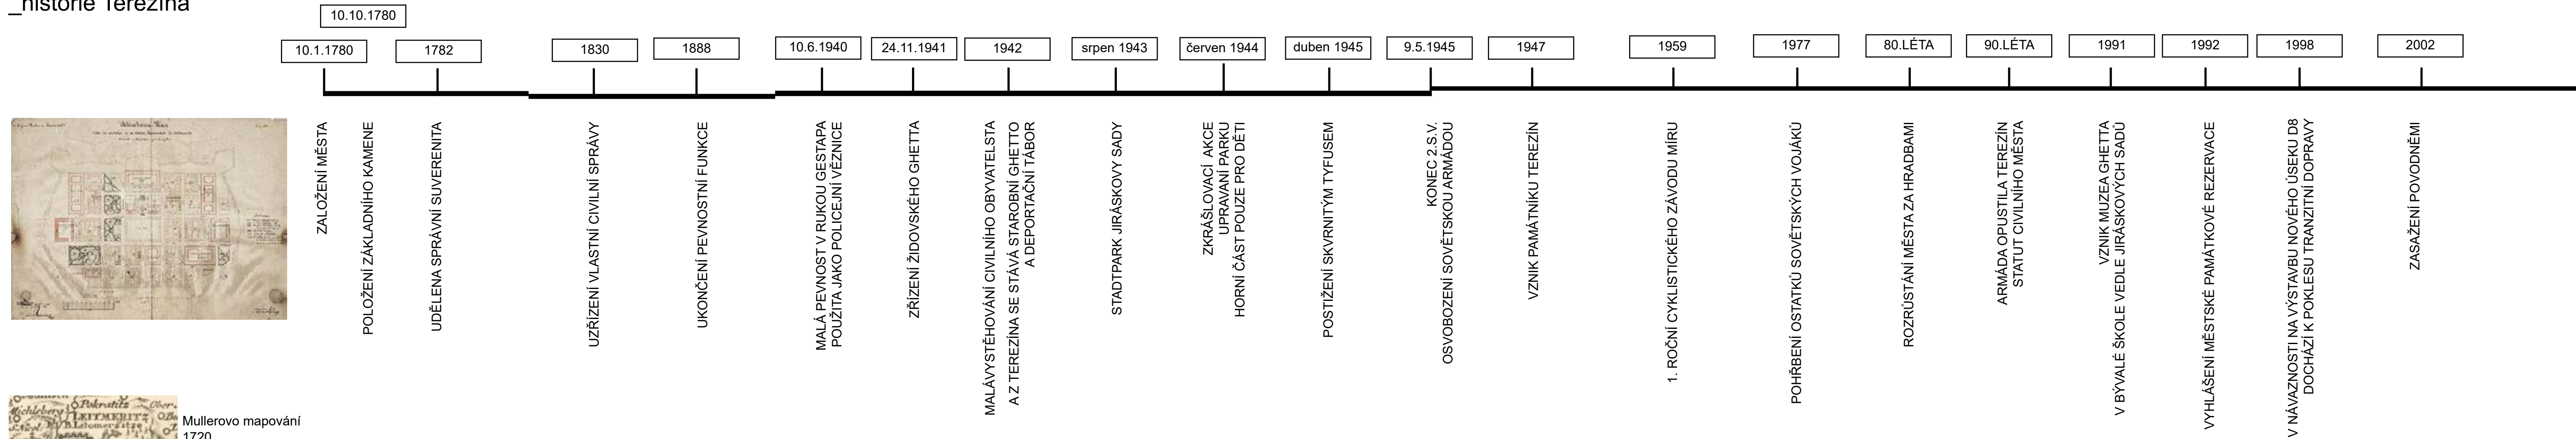 _historie Terezína
10.10.1780
10.1.1780
1782
1830
1888
10.6.1940
24.11.1941
1942
srpen 1943
červen 1944
duben 1945
9.5.1945
1947
1959
1977
80.LÉTA
90.LÉTA
1991
1992
1998
2002
ZALOŽENÍ MĚSTA
POLOŽENÍ ZÁKLADNÍHO KAMENE
UDĚLENA SPRÁVNÍ SUVERENITA
UZŘÍZENÍ VLASTNÍ CIVILNÍ SPRÁVY
UKONČENÍ PEVNOSTNÍ FUNKCE
MALÁ PEVNOST V RUKOU GESTAPA
POUŽITA JAKO POLICEJNÍ VĚZNICE
ZŘÍZENÍ ŽIDOVSKÉHO GHETTA
MALÁVYSTĚHOVÁNÍ CIVILNÍHO OBYVATELSTA
A Z TEREZÍNA SE STÁVÁ STAROBNÍ GHETTO
A DEPORTAČNÍ TÁBOR
STADTPARK JIRÁSKOVY SADY
ZKRÁŠLOVACÍ AKCE
UPRAVANÍ PARKU
HORNÍ ČÁST POUZE PRO DĚTI
POSTIŽENÍ SKVRNITÝM TYFUSEM
KONEC 2.S.V.
OSVOBOZENÍ SOVĚTSKOU ARMÁDOU
VZNIK PAMÁTNÍKU TEREZÍN
1. ROČNÍ CYKLISTICKÉHO ZÁVODU MÍRU
POHŘBENÍ OSTATKŮ SOVĚTSKÝCH VOJÁKŮ
ROZRŮSTÁNÍ MĚSTA ZA HRADBAMI
ARMÁDA OPUSTILA TEREZÍN
STATUT CIVILNÍHO MĚSTA
VZNIK MUZEA GHETTA
V BÝVALÉ ŠKOLE VEDLE JIRÁSKOVÝCH SADŮ
VYHLÁŠENÍ MĚSTSKÉ PAMÁTKOVÉ REZERVACE
V NÁVAZNOSTI NA VÝSTAVBU NOVÉHO ÚSEKU D8
DOCHÁZÍ K POKLESU TRANZITNÍ DOPRAVY
ZASAŽENÍ POVODNĚMI
Pokratitz Ober-
Michleberg LEITMERITZ
Litomerzitze
Mullerovo mapování
1720